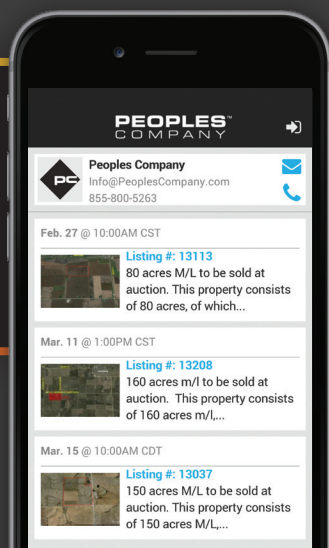 PEOPLES™
COMPANY
PC
Peoples Company
Info@PeoplesCompany.com
855-800-5263
Feb. 27 @ 10:00AM CST
Listing #: 13113
80 acres M/L to be sold at
auction. This property consists
of 80 acres, of which...
Mar. 11 @ 1:00PM CST
Listing #: 13208
160 acres m/l to be sold at
auction.  This property consists
of 160 acres m/l,...
Mar. 15 @ 10:00AM CDT
Listing #: 13037
150 acres M/L to be sold at
auction. This property consists
of 150 acres M/L,...